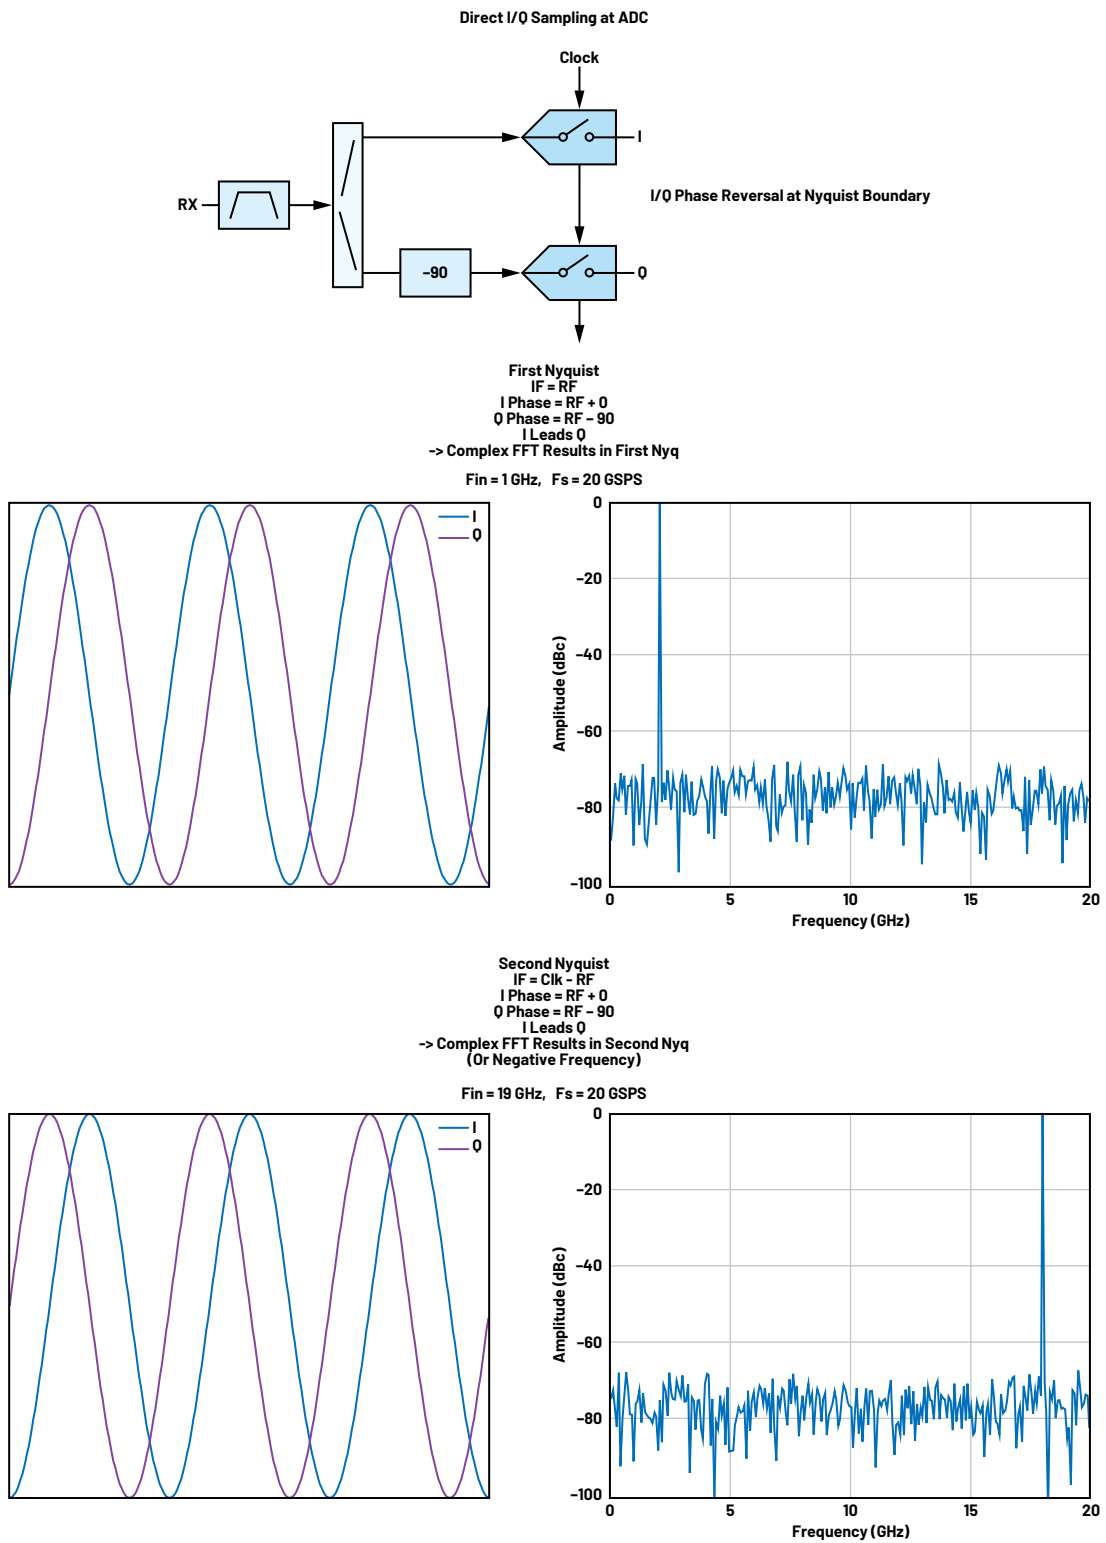 Direct I/Q Sampling at ADC
Clock
I
RX
I/Q Phase Reversal at Nyquist Boundary
–90
Q
First Nyquist
IF = RF
I Phase = RF + 0
Q Phase = RF – 90
I Leads Q
-> Complex FFT Results in First Nyq
Fin = 1 GHz, Fs = 20 GSPS
I
Q
0
–20
–40
–60
–80
–100
Amplitude (dBc)
0 5 10 15 20
Frequency (GHz)
Second Nyquist
IF = Clk - RF
I Phase = RF + 0
Q Phase = RF – 90
I Leads Q
-> Complex FFT Results in Second Nyq
(Or Negative Frequency)
Fin = 19 GHz, Fs = 20 GSPS
I
Q
0
–20
–40
–60
–80
–100
Amplitude (dBc)
0 5 10 15 20
Frequency (GHz)